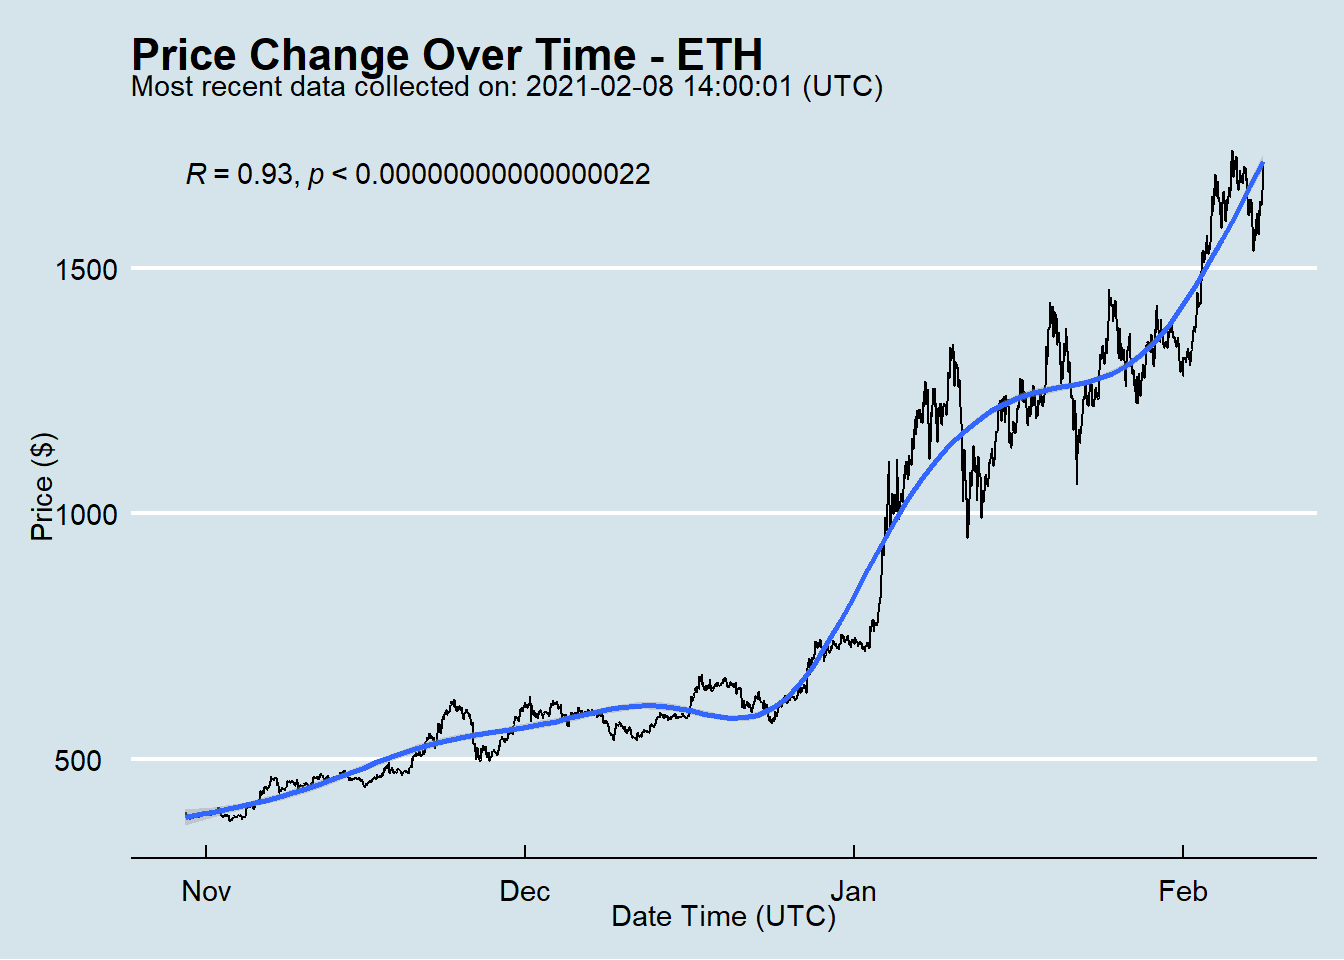 Price Change Over Time - ETH
Most recent data collected on: 2021-02-08 14:00:01 (UTC)
R = 0.93, p < 0.00000000000000022
1500
1000
500
Price ($)
Nov Dec Jan Feb
Date Time (UTC)